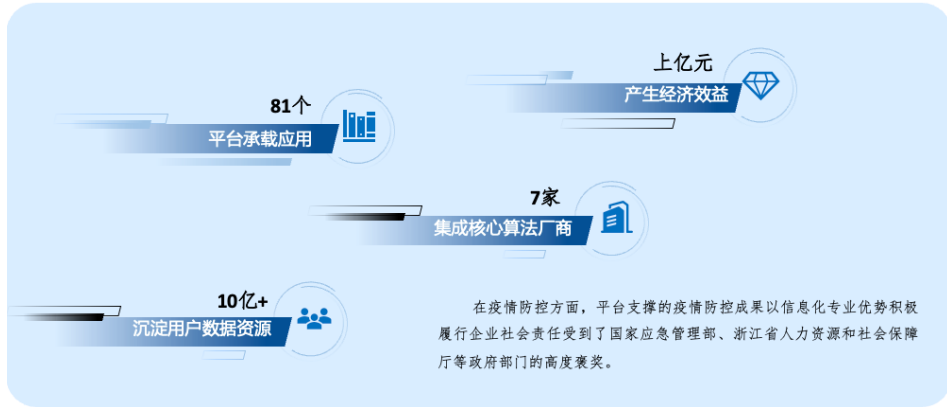 上亿元
产生经济效益
81个
平台承载应用
7家
集成核心算法厂商
10亿+
沉淀用户数据资源
在疫情防控方面，平台支撑的疫情防控成果以信息化专业优势积极
履行企业社会责任受到了国家应急管理部、浙江省人力资源和社会保障
厅等政府部门的高度褒奖。